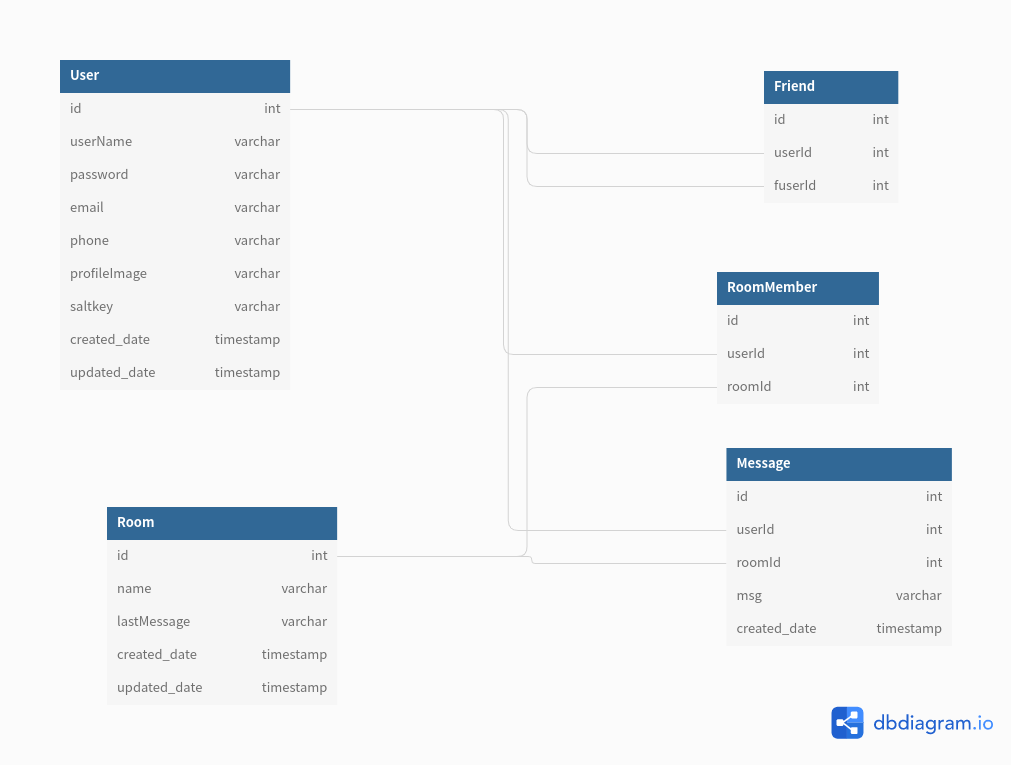 User
id int
userName varchar
password varchar
email varchar
phone varchar
profileImage varchar
saltkey varchar
created_date timestamp
updated_date timestamp
Friend
id int
userId int
fuserId int
RoomMember
id int
userId int
roomId int
Room
id int
name varchar
lastMessage varchar
created_date timestamp
updated_date timestamp
Message
id int
userId int
roomId int
msg varchar
created_date timestamp
dbdiagram.io